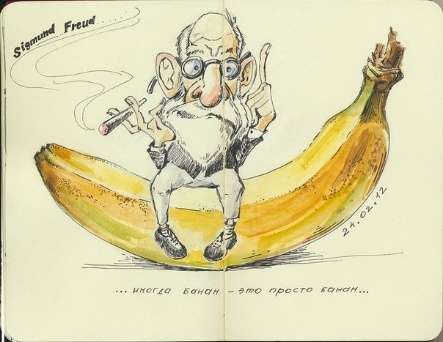 Sigmund Freud.....
24.02.12
...иногда банан – это просто банан...